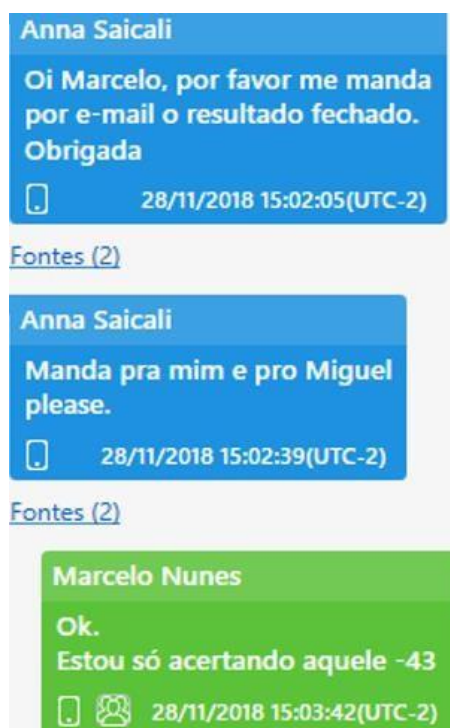 Anna Saicali
Oi Marcelo, por favor me manda
por e-mail o resultado fechado.
Obrigada
28/11/2018 15:02:05(UTC-2)
Fontes (2)
Anna Saicali
Manda pra mim e pro Miguel
please.
28/11/2018 15:02:39(UTC-2)
Fontes (2)
Marcelo Nunes
Ok.
Estou só acertando aquele -43
28/11/2018 15:03:42(UTC-2)